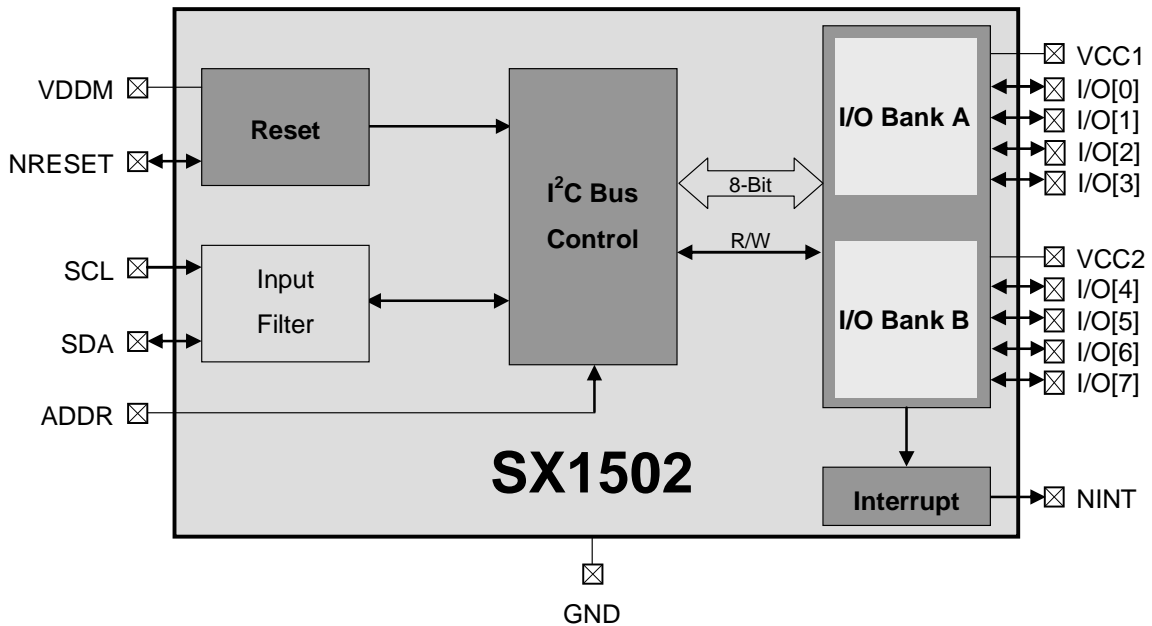 VDDM
NRESET
SCL
SDA
ADDR
Reset
Input
Filter
I²C Bus
Control
8-Bit
R/W
I/O Bank A
I/O Bank B
Interrupt
VCC1
I/O[0]
I/O[1]
I/O[2]
I/O[3]
VCC2
I/O[4]
I/O[5]
I/O[6]
I/O[7]
NINT
SX1502
GND